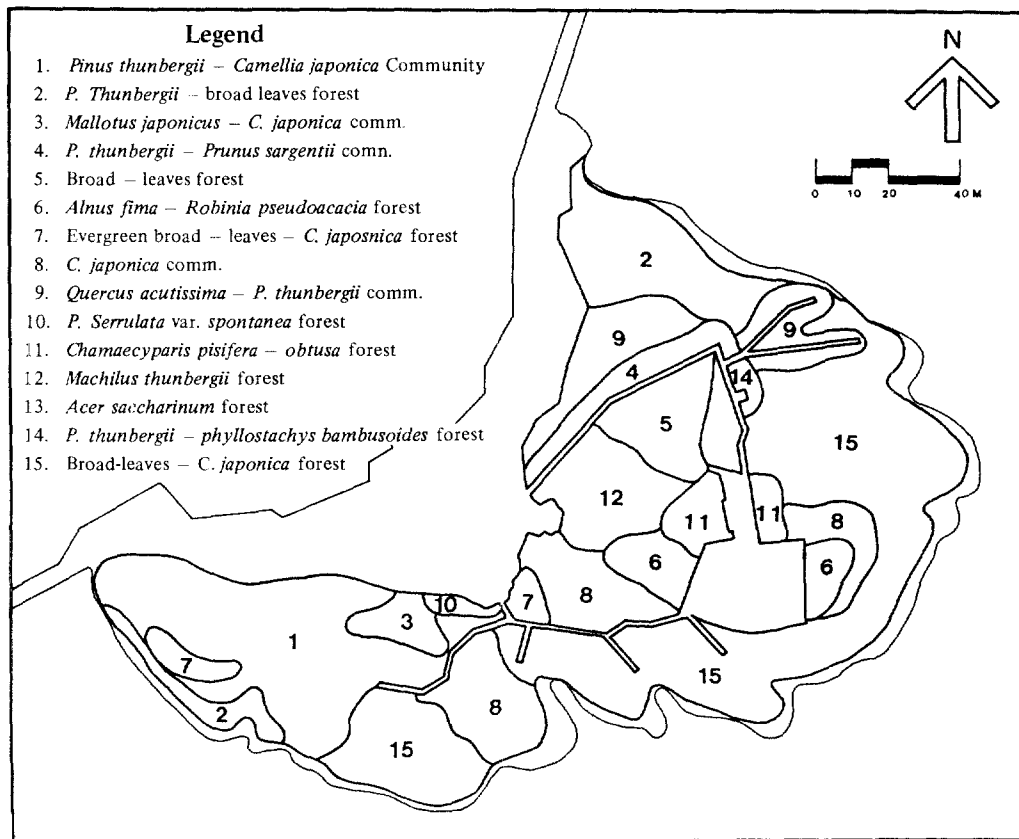 Legend
1. Pinus thunbergii – Camellia japonica Community
2. P. Thunbergii – broad leaves forest
3. Mallotus japonicus – C. japonica comm.
4. P. thunbergii – Prunus sargentii comn.
5. Broad – leaves forest
6. Alnus fima – Robinia pseudoacacia forest
7. Evergreen broad – leaves – C. japosnica forest
8. C. japonica comm.
9. Quercus acutissima – P. thunbergii comm.
10. P. Serrulata var. spontanea forest
11. Chamaecyparis pisifera – obtusa forest
12. Machilus thunbergii forest
13. Acer saccharinum forest
14. P. thunbergii – phyllostachys bambusoides forest
15. Broad-leaves – C. japonica forest
N
0 10 20 40 M
2
9
9
4
14
5
15
12
11
11
8
6
6
8
7
10
3
1
7
15
8
2
15